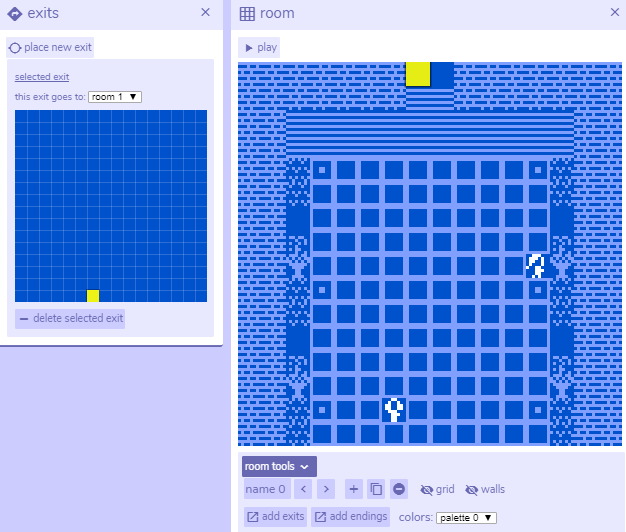 exits
place new exit
selected exit
this exit goes to: room 1
delete selected exit
room
play
room tools
name 0
grid
walls
add exits
add endings
colors: palette 0